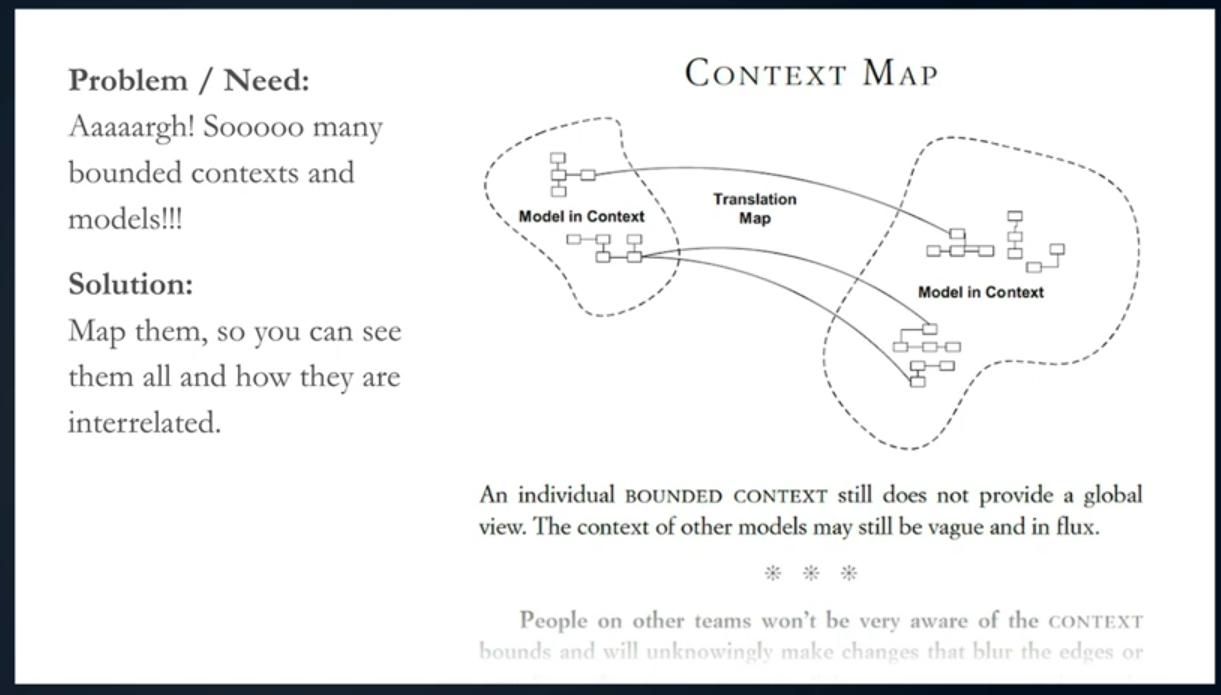 Problem / Need:
Aaaaargh! Sooooo many
bounded contexts and
models!!!
Solution:
Map them, so you can see
them all and how they are
interrelated.
CONTEXT MAP
Model in Context
Translation
Map
Model in Context
An individual BOUNDED CONTEXT still does not provide a global
view. The context of other models may still be vague and in flux.
People on other teams won't be very aware of the CONTEXT
bounds and will unknowingly make changes that blur the edges or